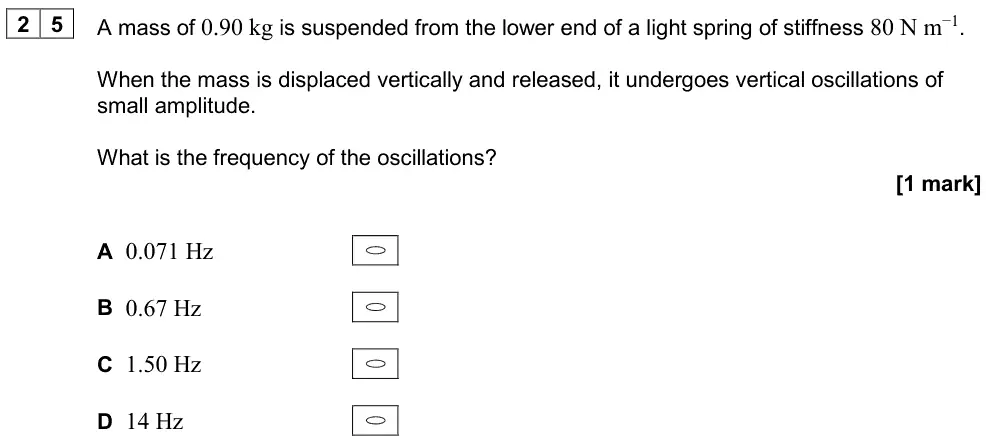 2 5 A mass of 0.90 kg is suspended from the lower end of a light spring of stiffness 80 N m⁻¹.
When the mass is displaced vertically and released, it undergoes vertical oscillations of
small amplitude.
What is the frequency of the oscillations?
[1 mark]
A 0.071 Hz
B 0.67 Hz
C 1.50 Hz
D 14 Hz